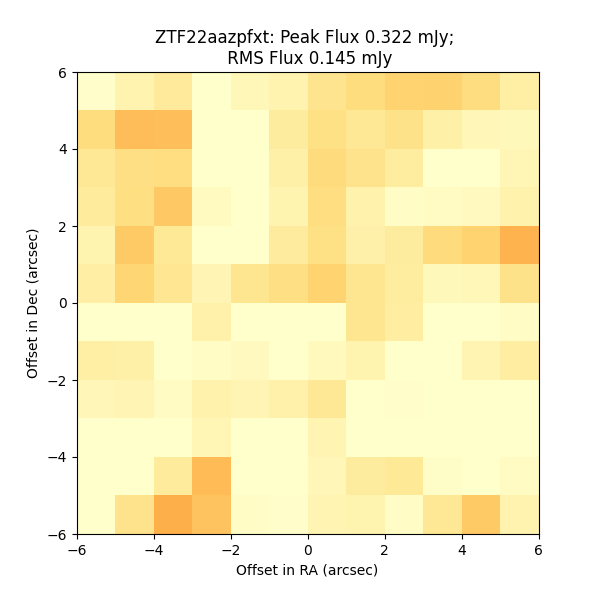 ZTF22aazpfxt: Peak Flux 0.322 mJy;
RMS Flux 0.145 mJy
6
4
2
0
−2
−4
−6
Offset in Dec (arcsec)
−6 −4 −2 0 2 4 6
Offset in RA (arcsec)